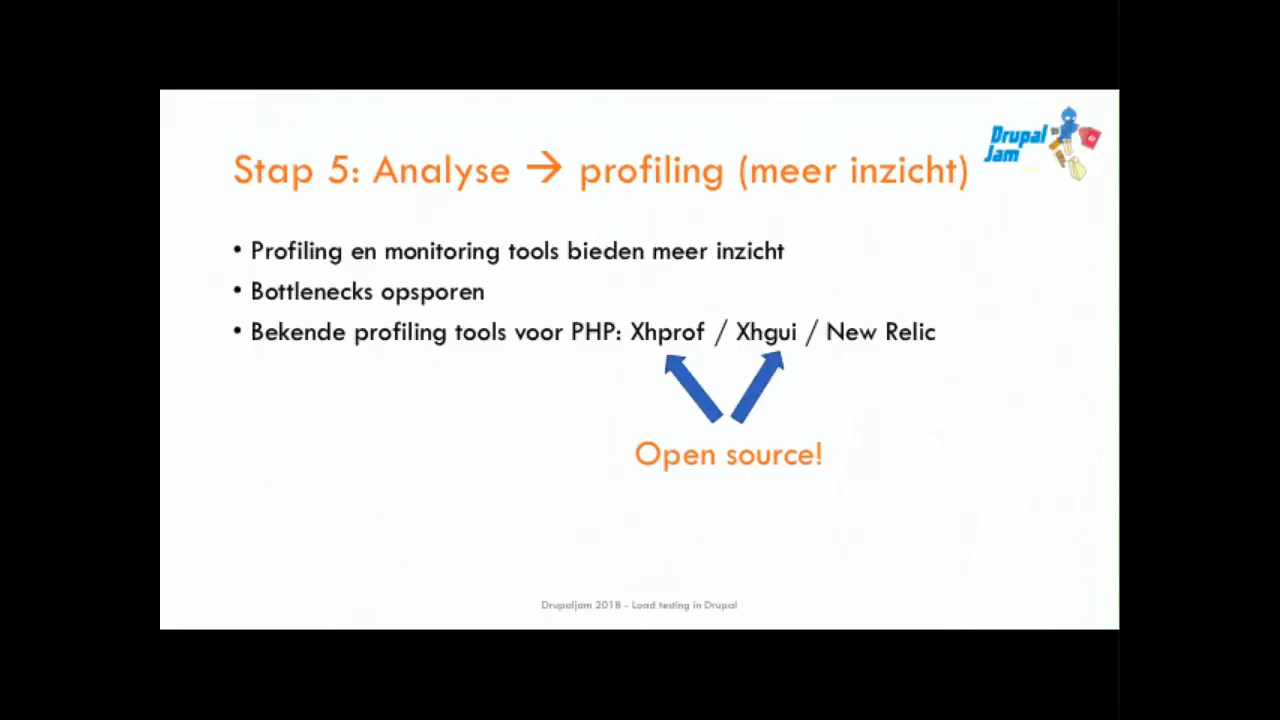 Drupal
Jam
Stap 5: Analyse → profiling (meer inzicht)
• Profiling en monitoring tools bieden meer inzicht
• Bottlenecks opsporen
• Bekende profiling tools voor PHP: Xhprof / Xhgui / New Relic
Open source!
Drupaljam 2018 - Load testing in Drupal